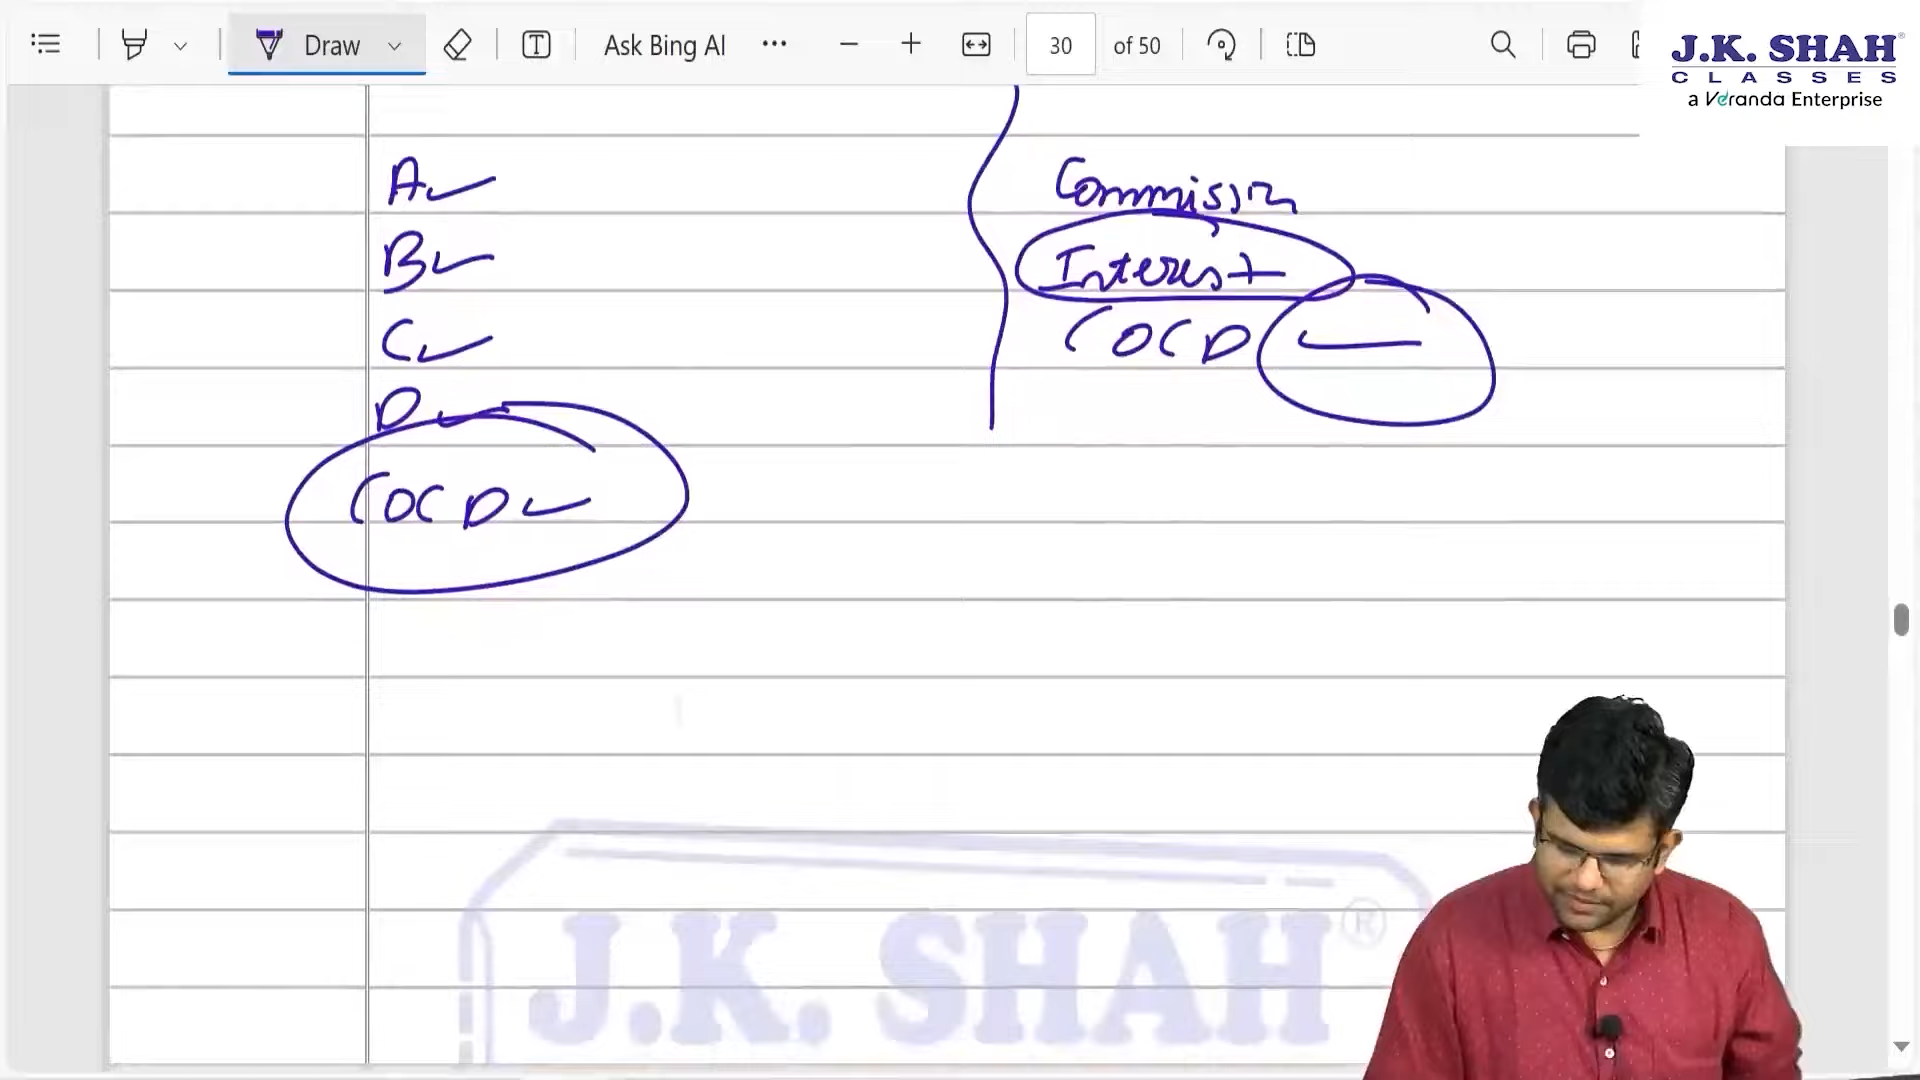 Draw
Ask Bing AI
30 of 50
J.K. SHAH
CLASSES
a Veranda Enterprise
A
B
C
D
COCD
Commission
Interest
COCD
J.K. SHAH®